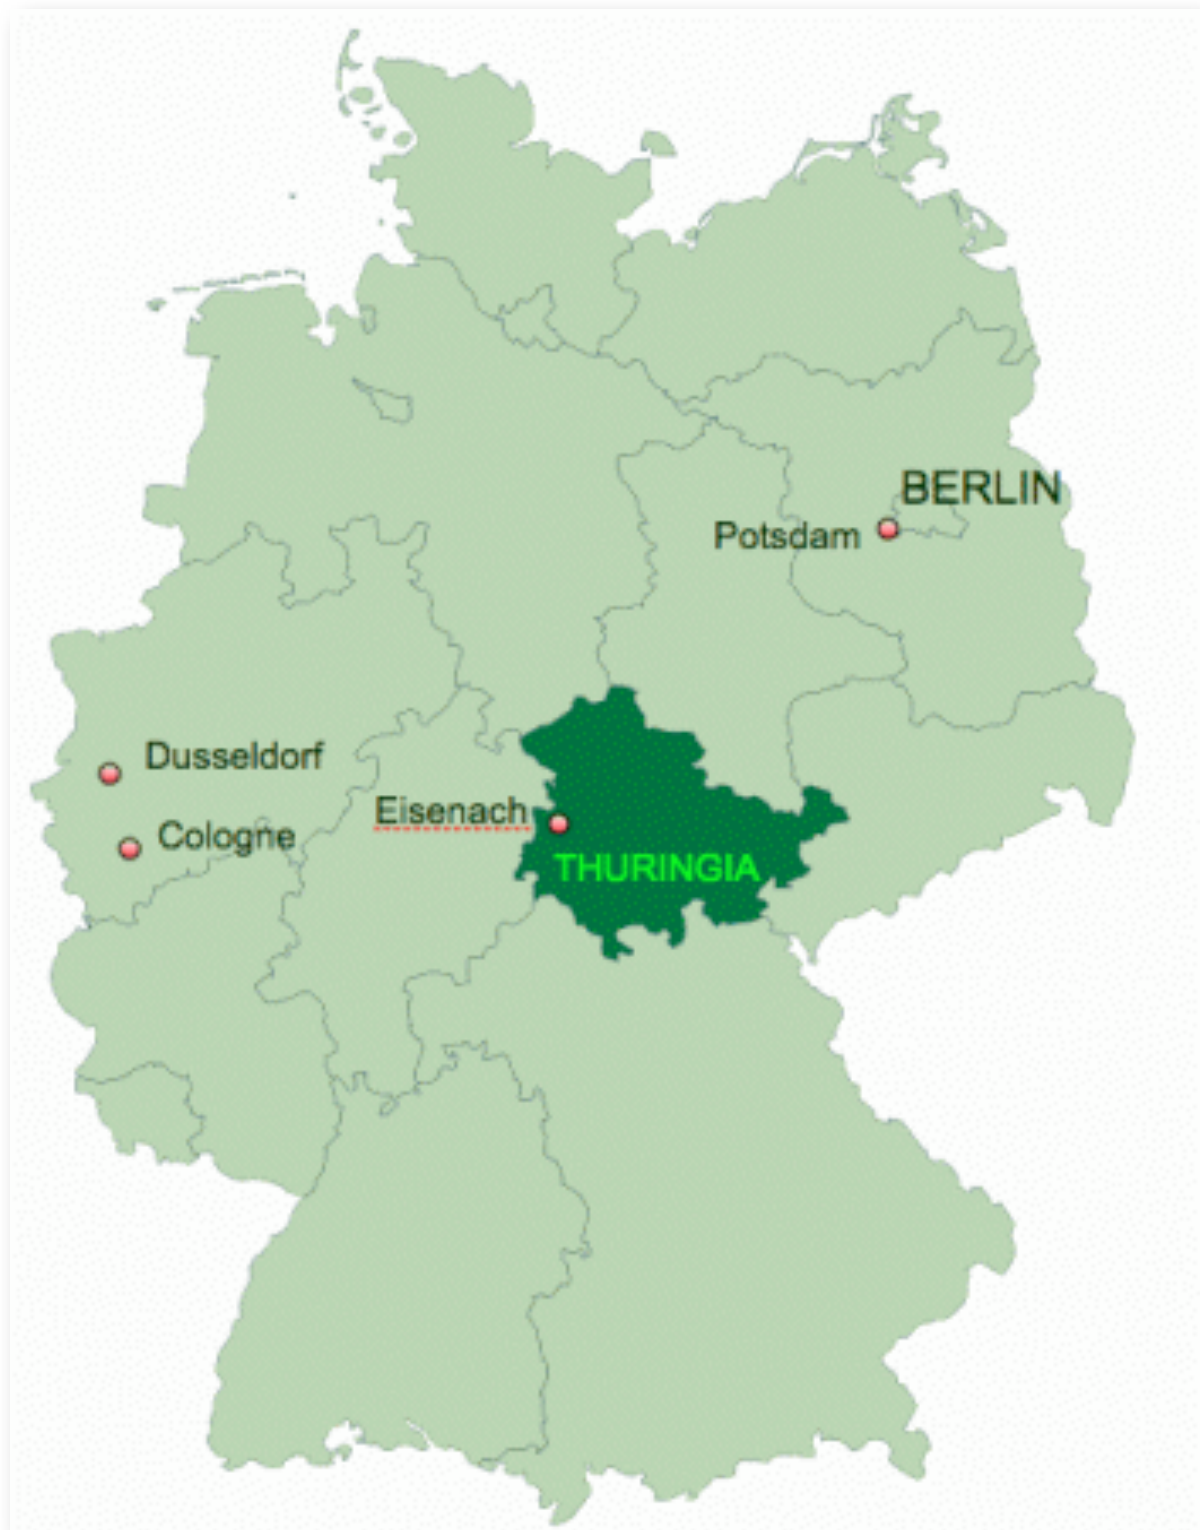 BERLIN
Potsdam
Dusseldorf
Eisenach
Cologne
THURINGIA